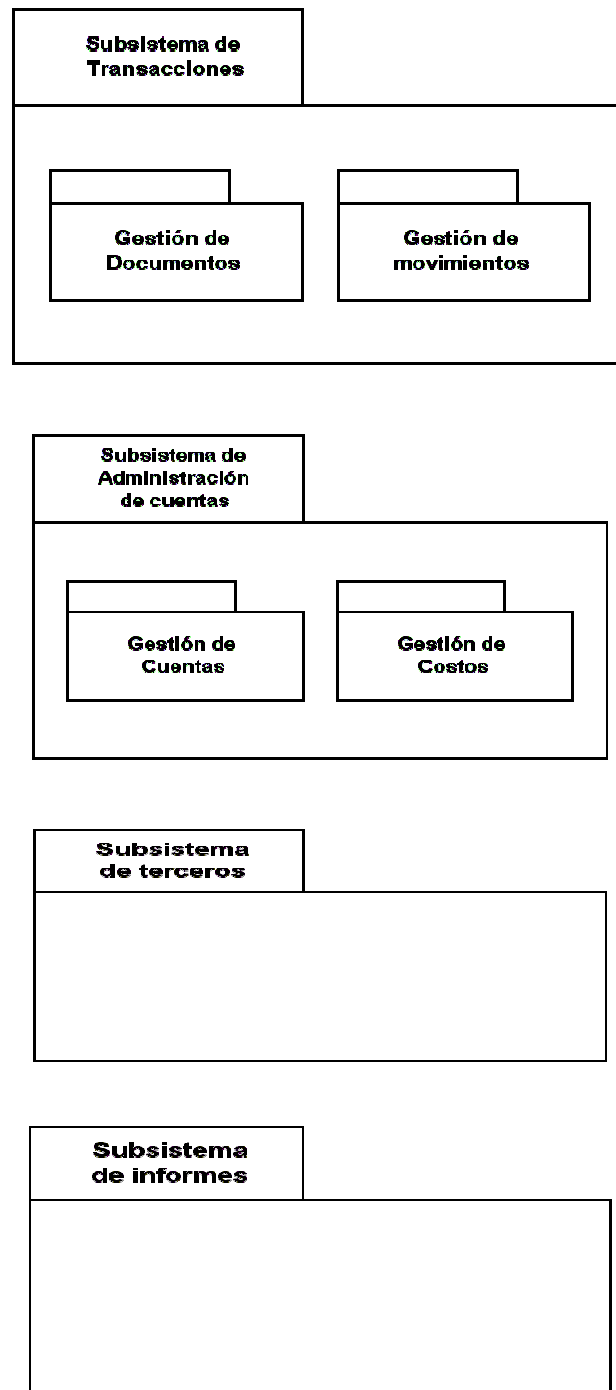 Subsistema de
Transacciones
Gestión de
Documentos
Gestión de
movimientos
Subsistema de
Administración
de cuentas
Gestión de
Cuentas
Gestión de
Costos
Subsistema
de terceros
Subsistema
de informes